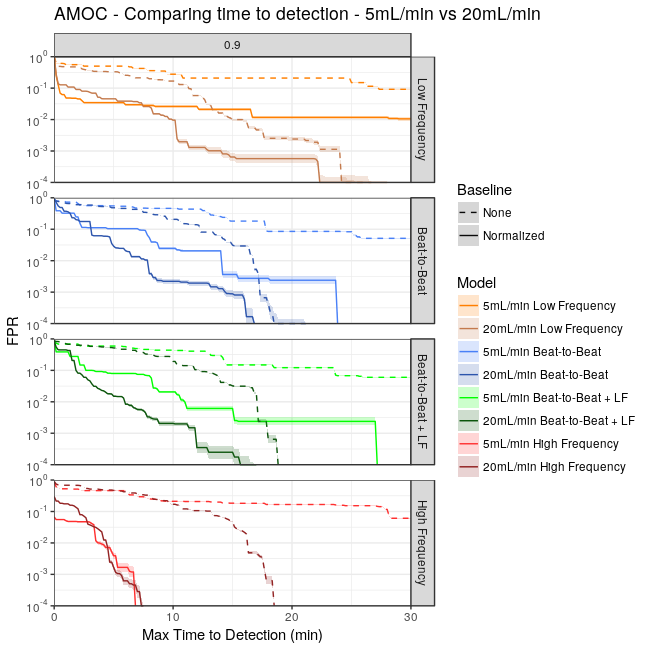 AMOC - Comparing time to detection - 5mL/min vs 20mL/min
0.9
10^0
10^-1
10^-2
10^-3
10^-4
Low Frequency
10^0
10^-1
10^-2
10^-3
10^-4
Beat-to-Beat
10^0
10^-1
10^-2
10^-3
10^-4
Beat-to-Beat + LF
10^0
10^-1
10^-2
10^-3
10^-4
High Frequency
FPR
0 10 20 30
Max Time to Detection (min)
Baseline
None
Normalized
Model
5mL/min Low Frequency
20mL/min Low Frequency
5mL/min Beat-to-Beat
20mL/min Beat-to-Beat
5mL/min Beat-to-Beat + LF
20mL/min Beat-to-Beat + LF
5mL/min High Frequency
20mL/min High Frequency